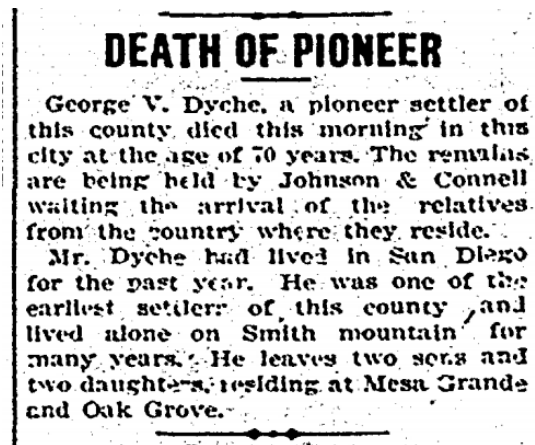 DEATH OF PIONEER
George V. Dyche, a pioneer settler of
this county died this morning in this
city at the age of 70 years. The remains
are being held by Johnson & Connell
waiting the arrival of the relatives
from the country where they reside.
Mr. Dyche had lived in San Diego
for the past year. He was one of the
earliest settlers of this county and
lived alone on Smith mountain for
many years. He leaves two sons and
two daughters, residing at Mesa Grande
and Oak Grove.